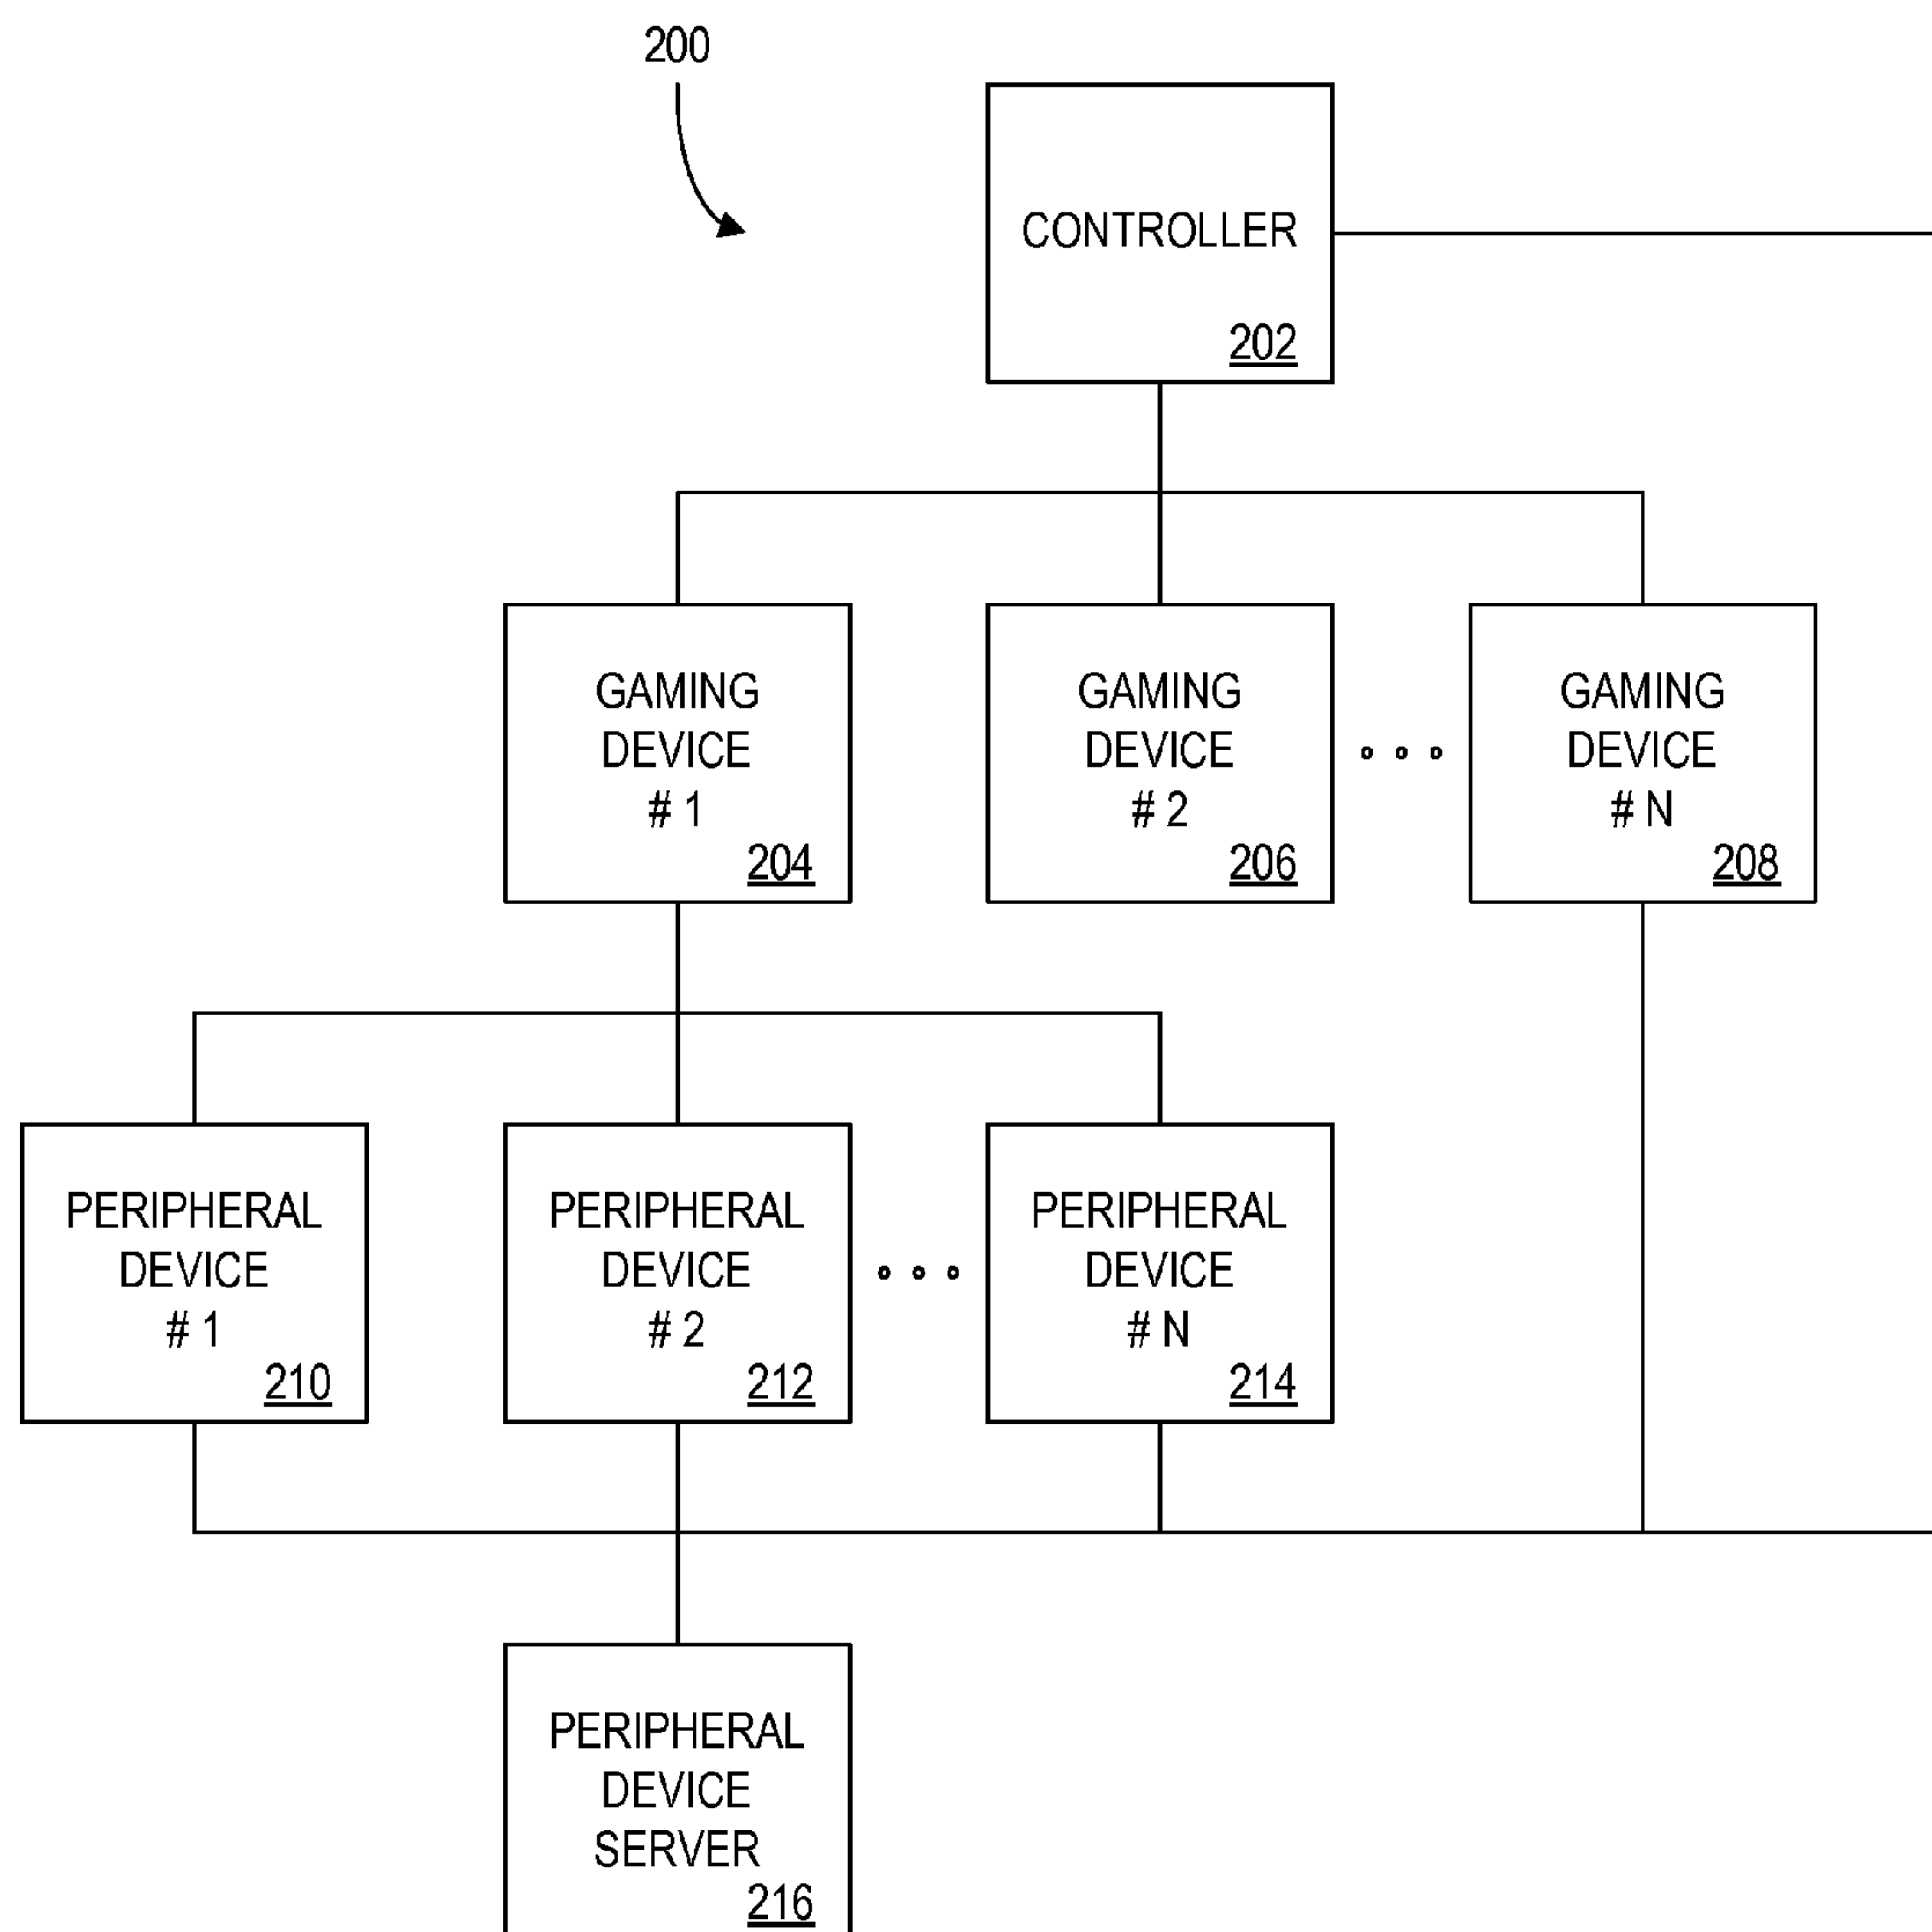 200
CONTROLLER
202
GAMING
DEVICE
# 1
204
GAMING
DEVICE
# 2
206
GAMING
DEVICE
# N
208
PERIPHERAL
DEVICE
# 1
210
PERIPHERAL
DEVICE
# 2
212
PERIPHERAL
DEVICE
# N
214
PERIPHERAL
DEVICE
SERVER
216